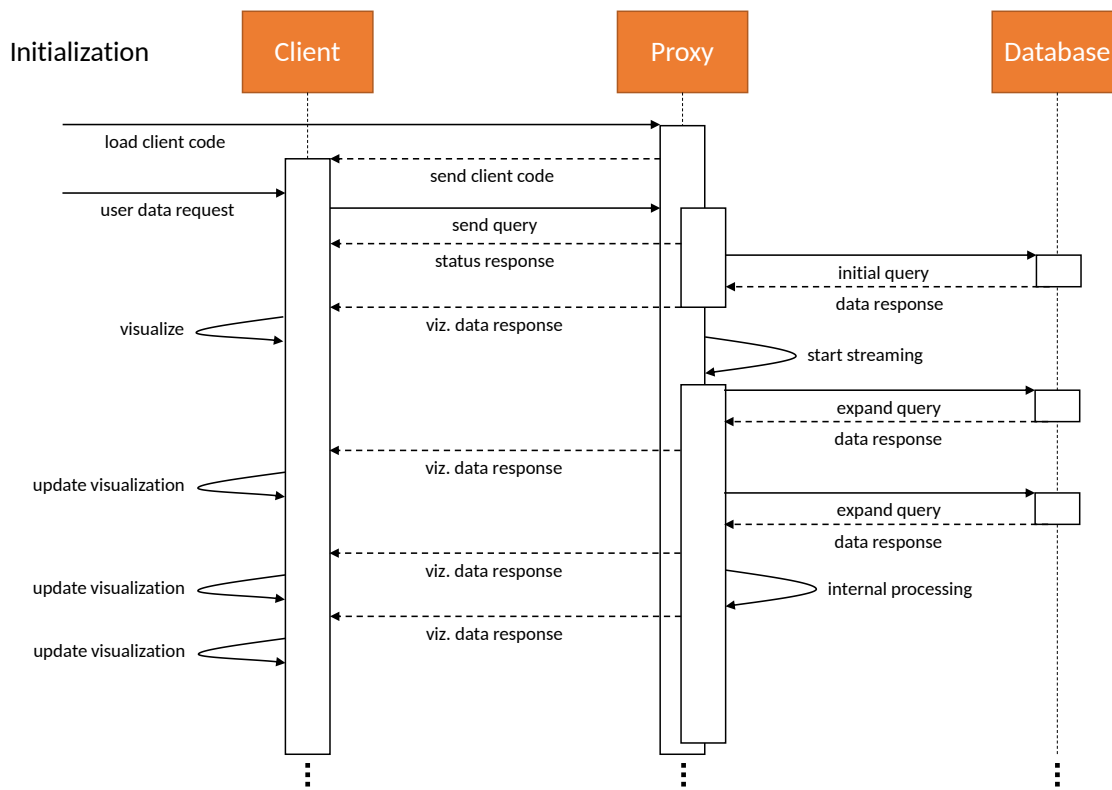 Initialization
Client
Proxy
Database
load client code
send client code
user data request
send query
status response
initial query
data response
viz. data response
visualize
start streaming
expand query
data response
viz. data response
update visualization
expand query
data response
viz. data response
update visualization
internal processing
viz. data response
update visualization